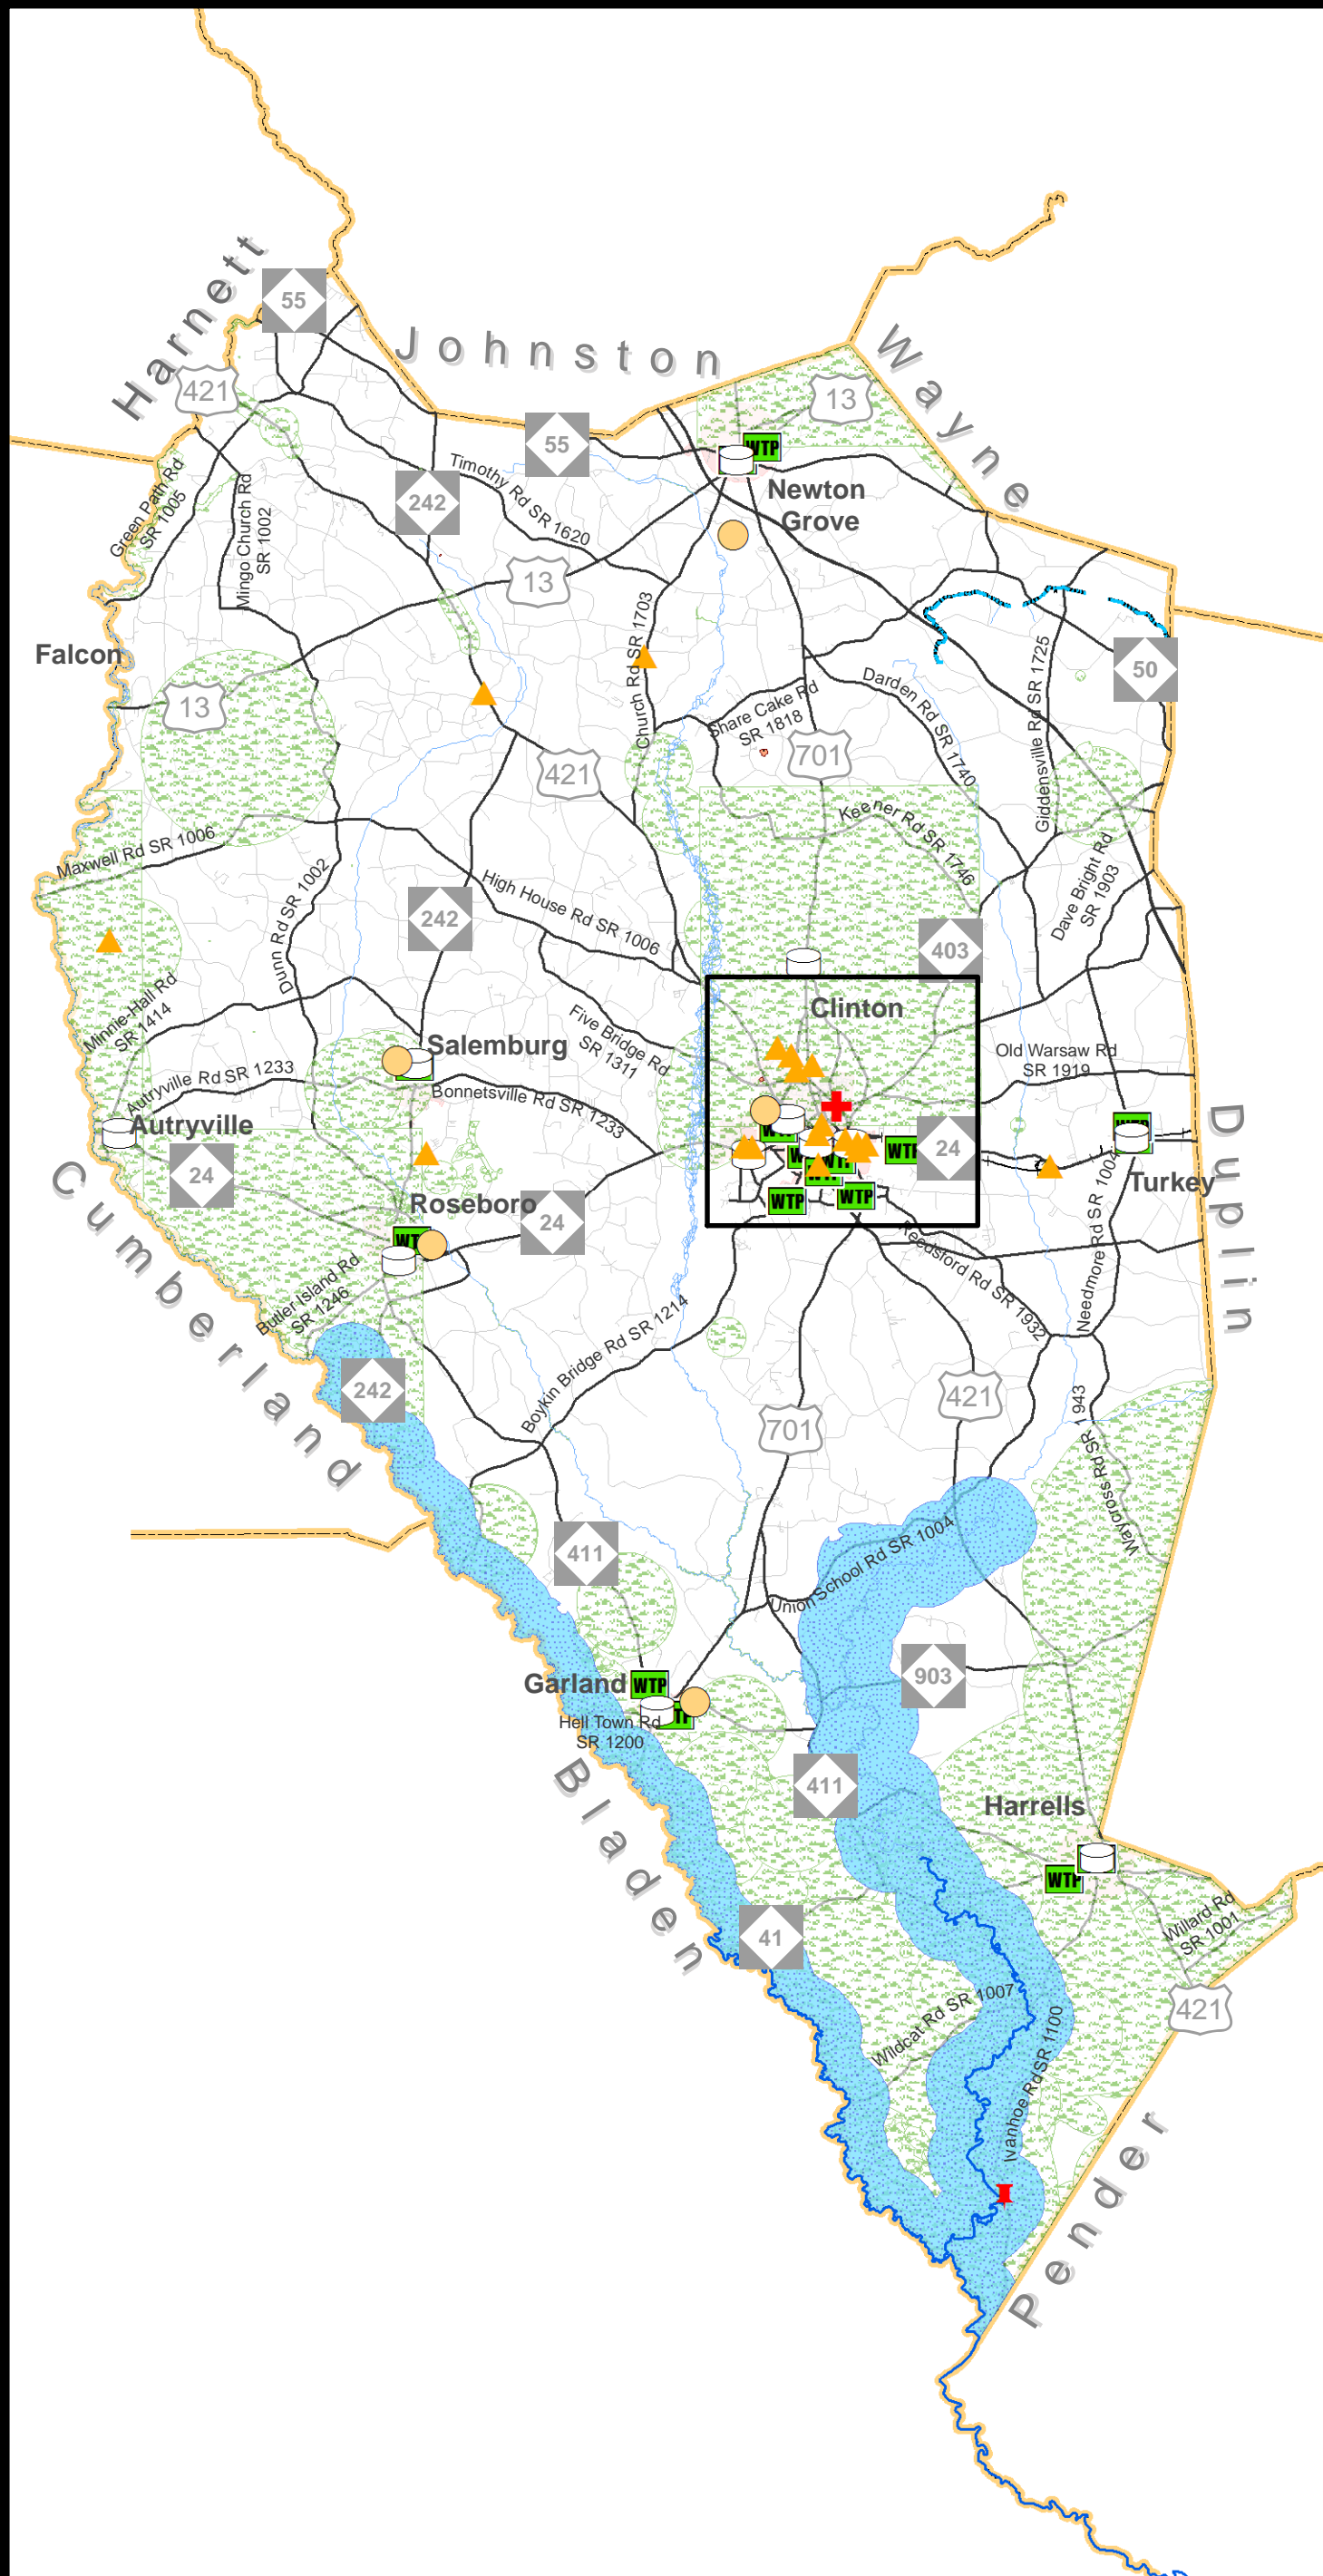 Harnett
55
Johnston
Wayne
421
13
55
WTP
242
Timothy Rd SR 1620
Newton
Grove
Green Path Rd
SR 1005
Mingo Church Rd
SR 1002
13
Falcon
Church Rd SR 1703
50
13
Share Cake Rd
SR 1818
Darden Rd SR 1740
Giddensville Rd SR 1725
701
421
Keener Rd SR 1746
Maxwell Rd SR 1006
Dunn Rd SR 1002
High House Rd SR 1006
242
Dave Bright Rd
SR 1903
403
Clinton
Minnie-Hall Rd
SR 1414
Five Bridge Rd
SR 1311
Salemburg
Old Warsaw Rd
SR 1919
Autryville Rd SR 1233
Bonnetsville Rd SR 1233
Autryville
24
WTP
24
Duplin
Turkey
Cumberland
Roseboro
24
WTP
WTP
Needmore Rd SR 1004
Reedsford Rd SR 1932
Butler Island Rd
SR 1246
Boykin Bridge Rd SR 1214
242
421
701
Waycross Rd SR 1943
411
Union School Rd SR 1004
903
Garland
WTP
Hell Town Rd
SR 1200
411
Bladen
Harrells
WTP
41
Willard Rd
SR 1001
421
Wildcat Rd SR 1007
Ivanhoe Rd SR 1100
Pender